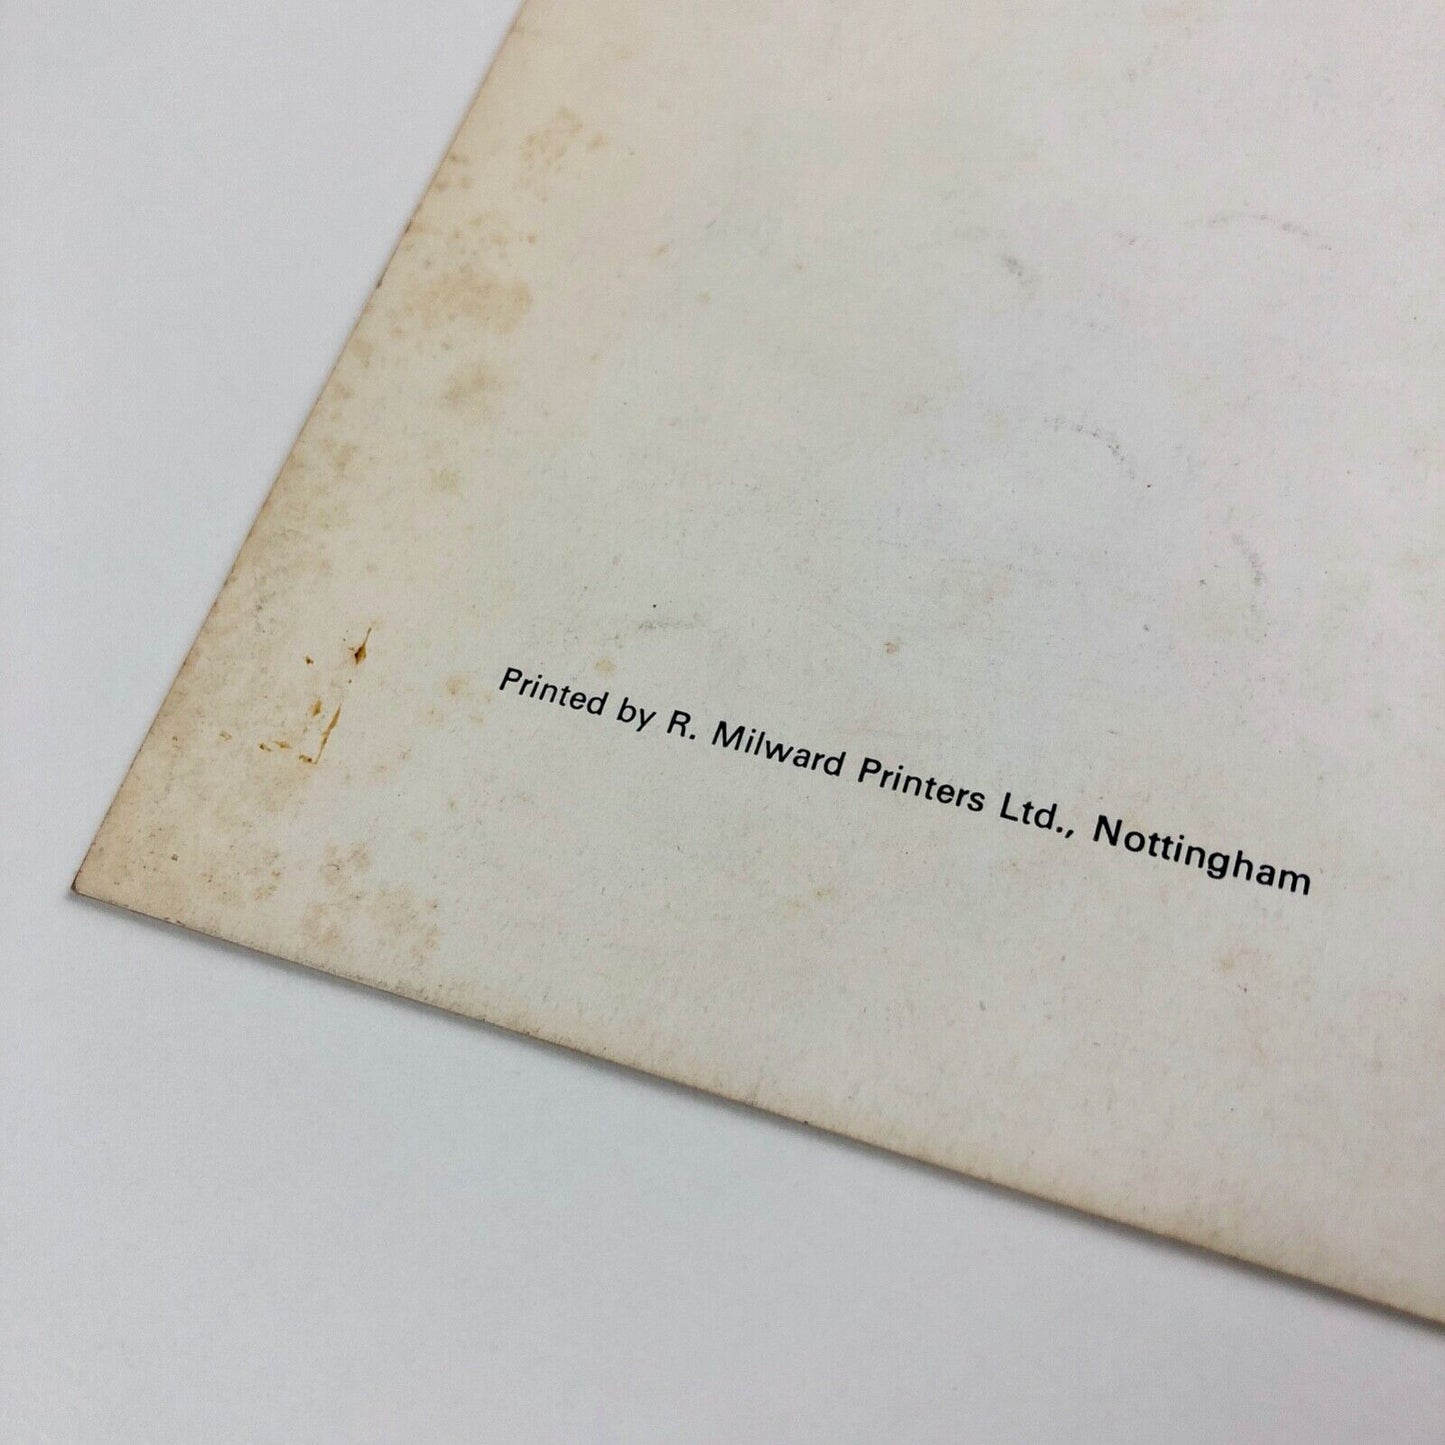 Printed by R. Milward Printers Ltd., Nottingham